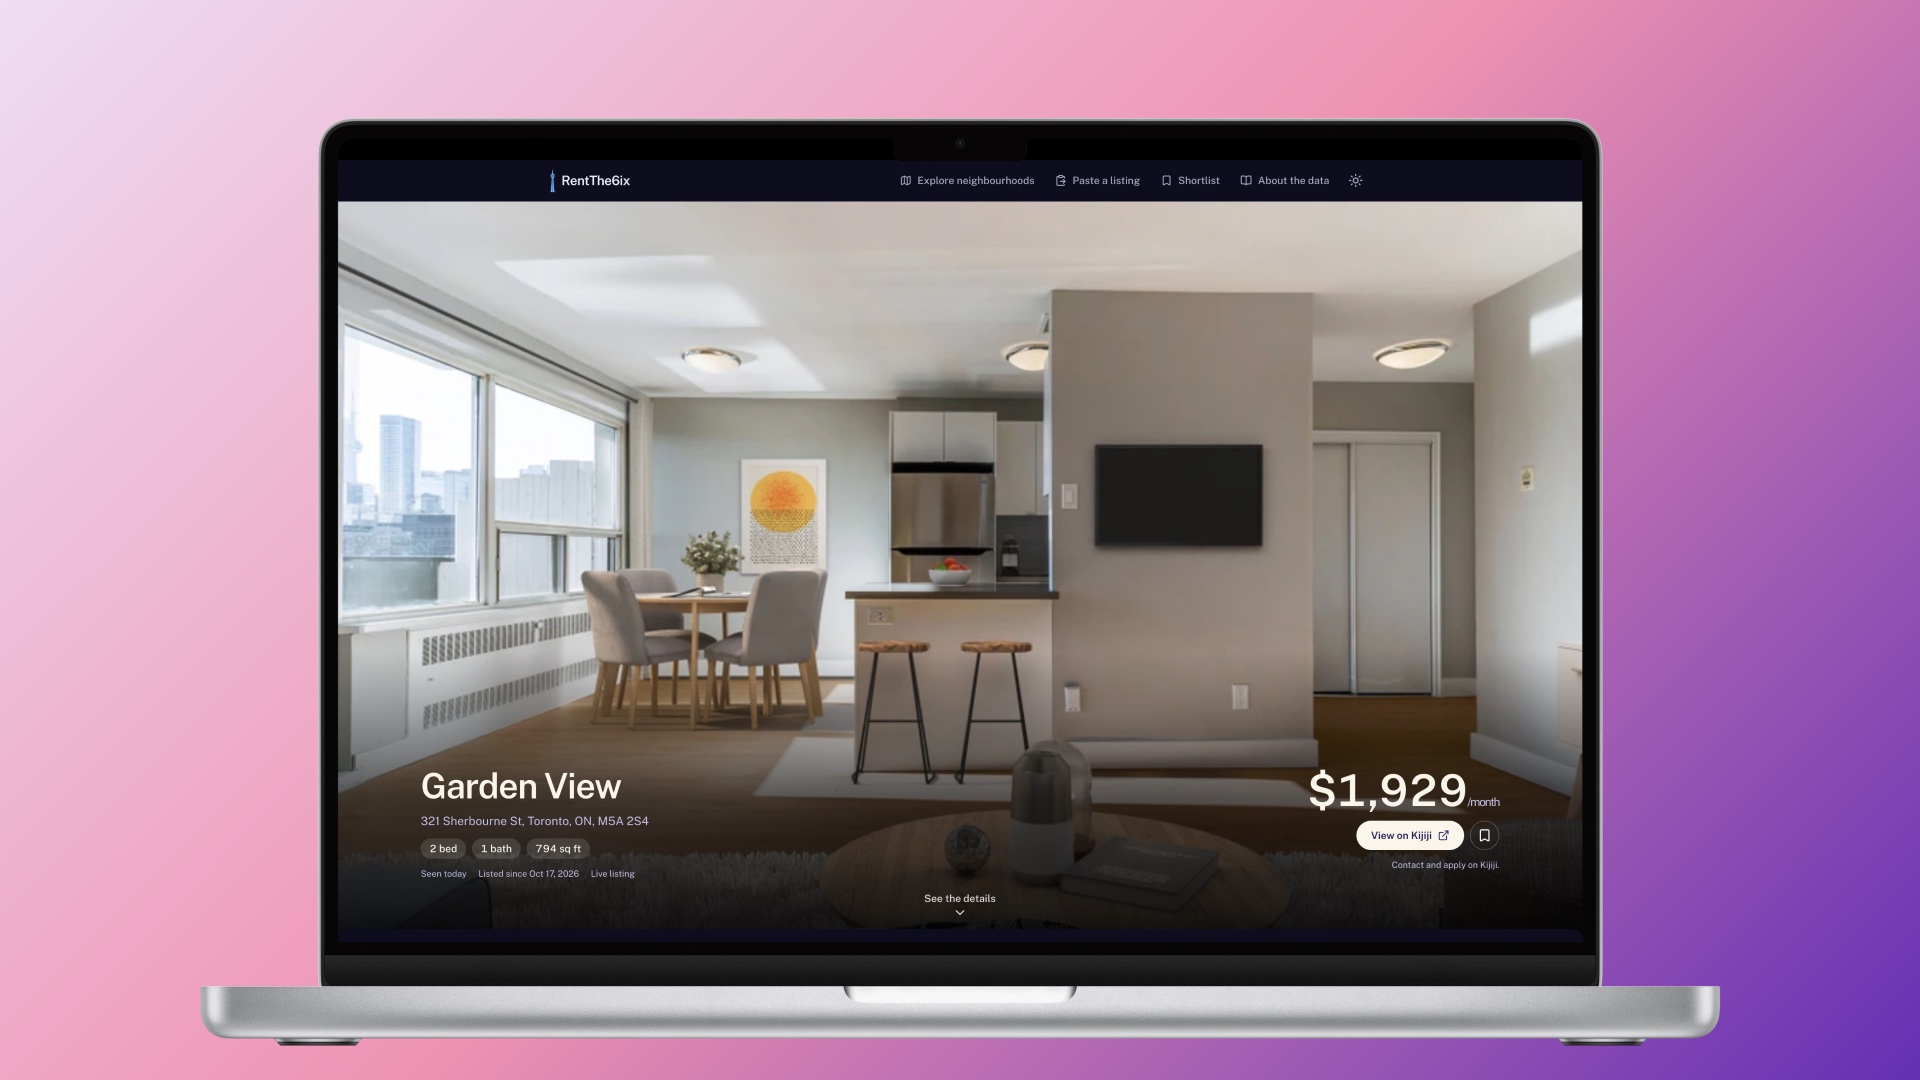 RentThe6ix
Explore neighbourhoods
Paste a listing
Shortlist
About the data
Garden View
321 Sherbourne St, Toronto, ON, M5A 2S4
2 bed
1 bath
794 sq ft
Seen today
Listed since Oct 17, 2026
Live listing
$1,929/month
View on Kijiji
Contact and apply on Kijiji.
See the details